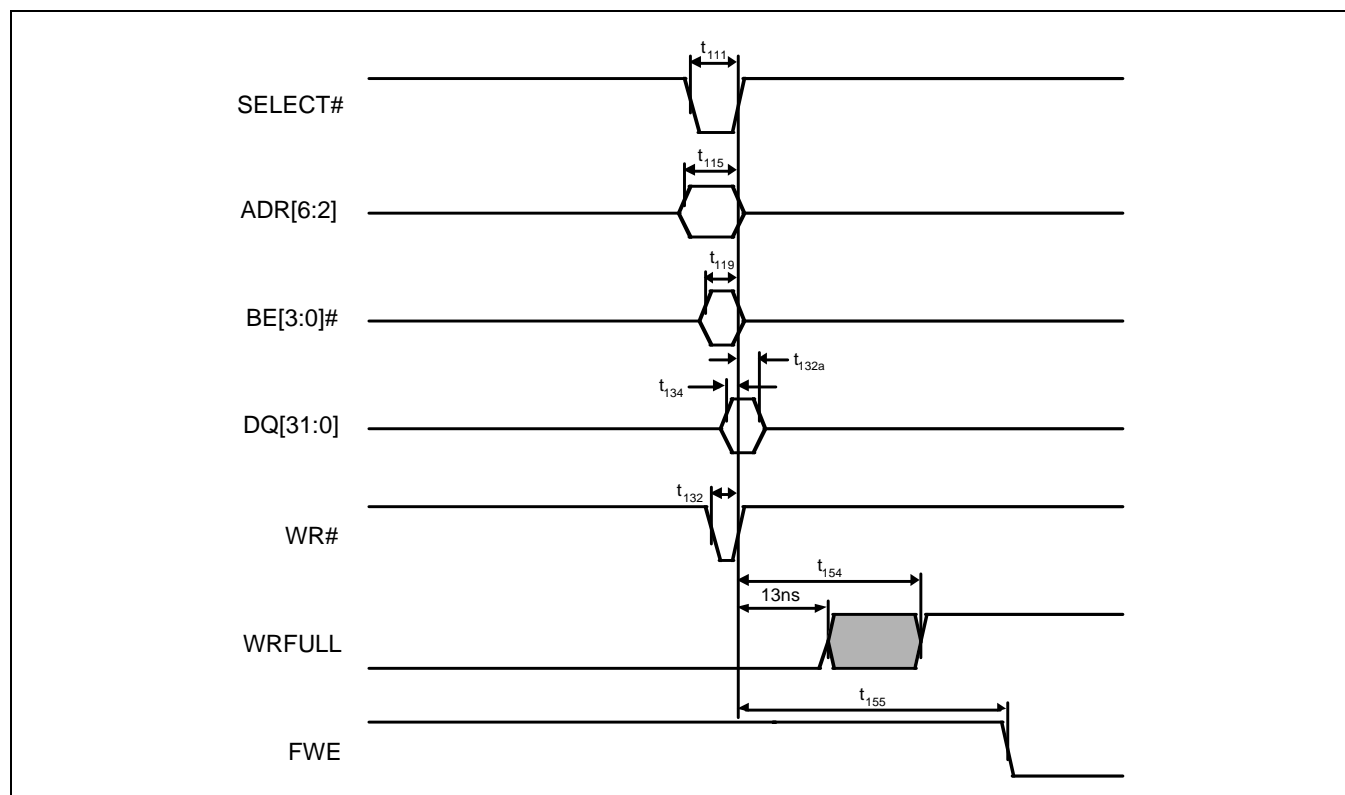 t111
SELECT#
t115
ADR[6:2]
t119
BE[3:0]#
t132a
t134
DQ[31:0]
t132
WR#
t154
13ns
WRFULL
t155
FWE